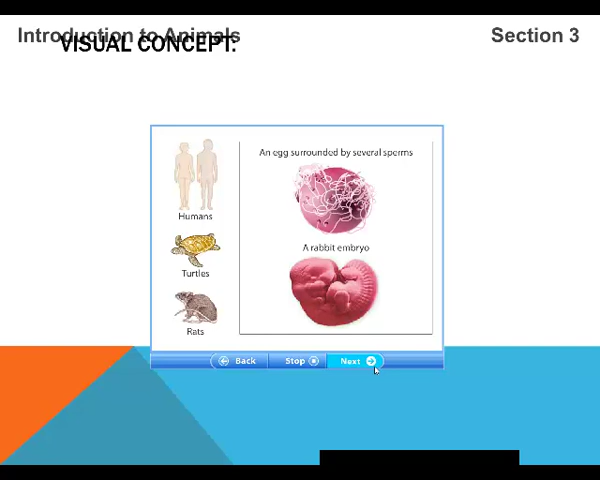 Introduction to Animals
Section 3
VISUAL CONCEPT:
An egg surrounded by several sperms
Humans
A rabbit embryo
Turtles
Rats
Back
Stop
Next